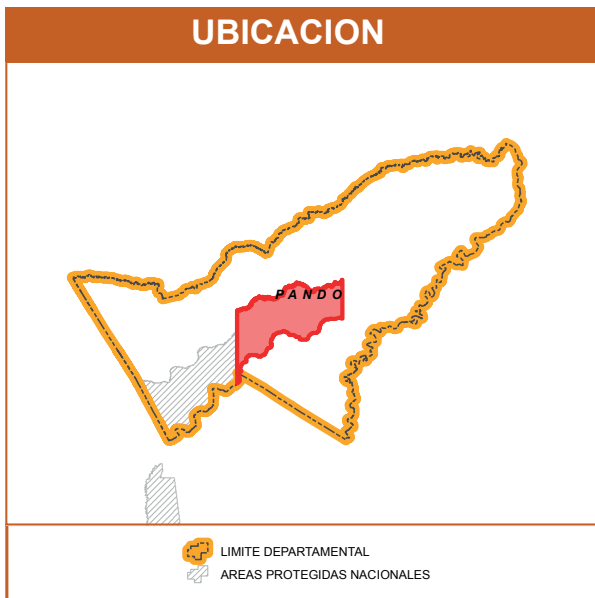 UBICACION
PANDO
LIMITE DEPARTAMENTAL
AREAS PROTEGIDAS NACIONALES